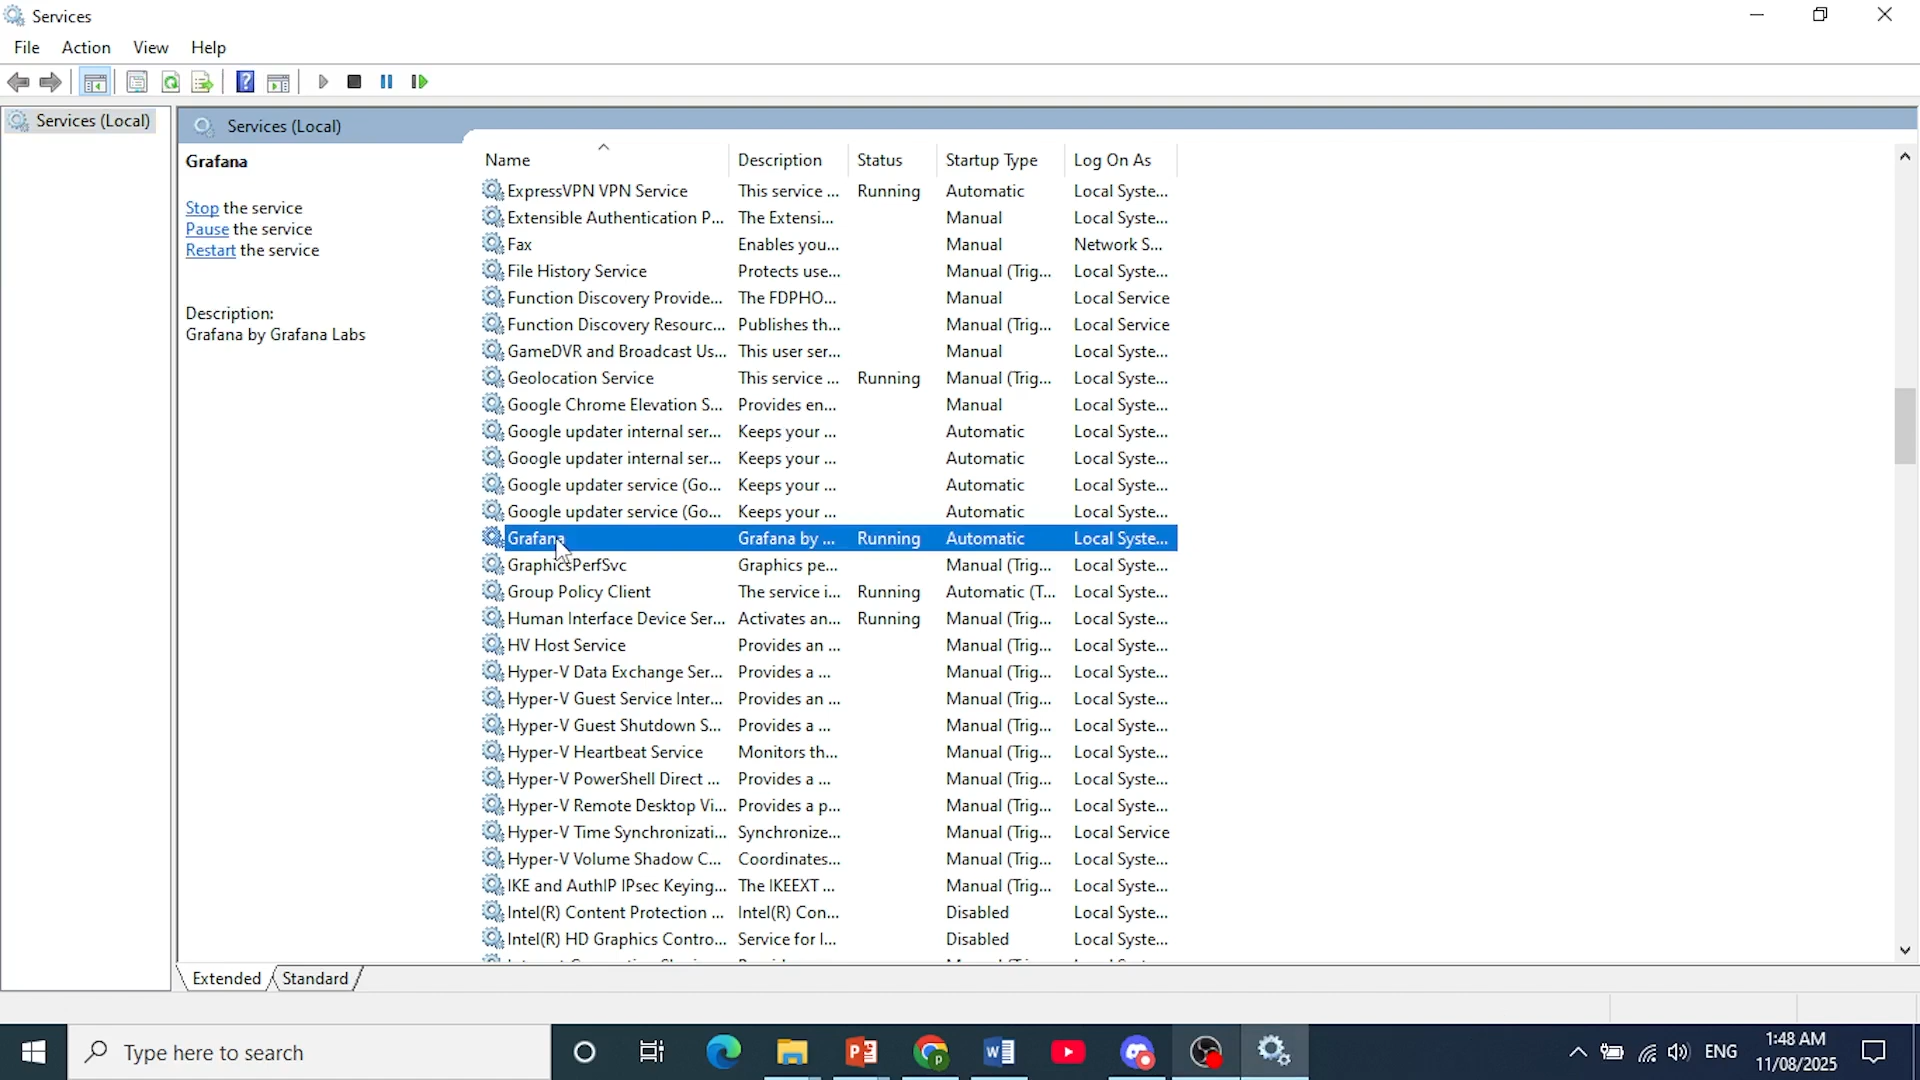 Services
File Action View Help
Services (Local)
Services (Local)
Grafana
Stop the service
Pause the service
Restart the service
Description:
Grafana by Grafana Labs
Name Description Status Startup Type Log On As
ExpressVPN VPN Service This service ... Running Automatic Local Syste...
Extensible Authentication P... The Extensi... Manual Local Syste...
Fax Enables you... Manual Network S...
File History Service Protects use... Manual (Trig... Local Syste...
Function Discovery Provide... The FDPHO... Manual Local Service
Function Discovery Resourc... Publishes th... Manual (Trig... Local Service
GameDVR and Broadcast Us... This user ser... Manual Local Syste...
Geolocation Service This service ... Running Manual (Trig... Local Syste...
Google Chrome Elevation S... Provides en... Manual Local Syste...
Google updater internal ser... Keeps your ... Automatic Local Syste...
Google updater internal ser... Keeps your ... Automatic Local Syste...
Google updater service (Go... Keeps your ... Automatic Local Syste...
Google updater service (Go... Keeps your ... Automatic Local Syste...
Grafana Grafana by ... Running Automatic Local Syste...
GraphicsPerfSvc Graphics pe... Manual (Trig... Local Syste...
Group Policy Client The service i... Running Automatic (T... Local Syste...
Human Interface Device Ser... Activates an... Running Manual (Trig... Local Syste...
HV Host Service Provides an ... Manual (Trig... Local Syste...
Hyper-V Data Exchange Ser... Provides a ... Manual (Trig... Local Syste...
Hyper-V Guest Service Inter... Provides an ... Manual (Trig... Local Syste...
Hyper-V Guest Shutdown S... Provides a ... Manual (Trig... Local Syste...
Hyper-V Heartbeat Service Monitors th... Manual (Trig... Local Syste...
Hyper-V PowerShell Direct ... Provides a ... Manual (Trig... Local Syste...
Hyper-V Remote Desktop Vi... Provides a p... Manual (Trig... Local Syste...
Hyper-V Time Synchronizati... Synchronize... Manual (Trig... Local Service
Hyper-V Volume Shadow C... Coordinates... Manual (Trig... Local Syste...
IKE and AuthIP IPsec Keying... The IKEEXT ... Manual (Trig... Local Syste...
Intel(R) Content Protection ... Intel(R) Con... Disabled Local Syste...
Intel(R) HD Graphics Contro... Service for I... Disabled Local Syste...
Extended Standard
Type here to search
ENG
1:48 AM
11/08/2025